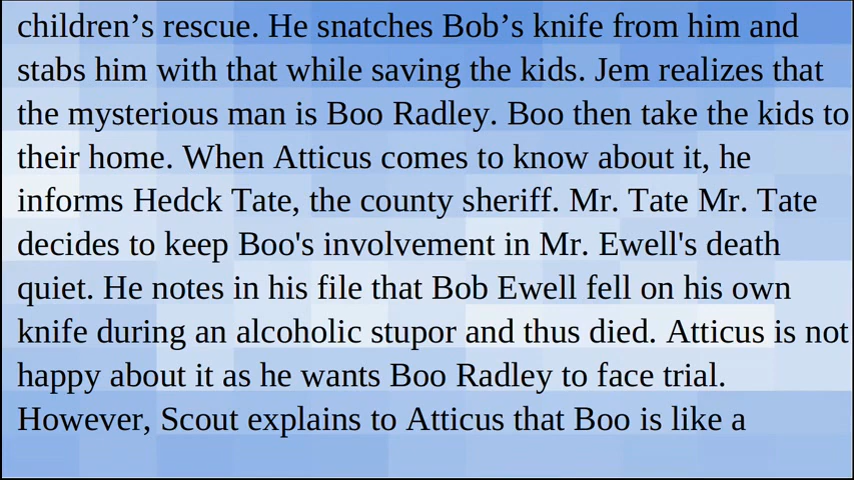 children’s rescue. He snatches Bob’s knife from him and
stabs him with that while saving the kids. Jem realizes that
the mysterious man is Boo Radley. Boo then take the kids to
their home. When Atticus comes to know about it, he
informs Hedck Tate, the county sheriff. Mr. Tate Mr. Tate
decides to keep Boo's involvement in Mr. Ewell's death
quiet. He notes in his file that Bob Ewell fell on his own
knife during an alcoholic stupor and thus died. Atticus is not
happy about it as he wants Boo Radley to face trial.
However, Scout explains to Atticus that Boo is like a